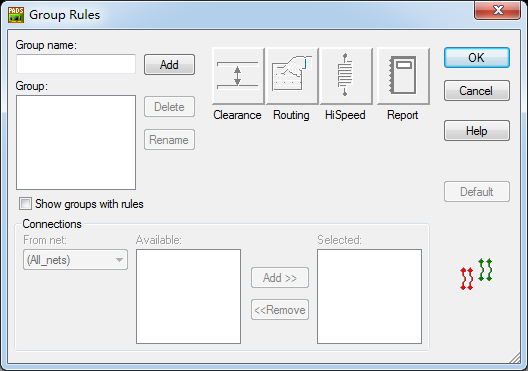 PADS
Group Rules
Group name:
Add
Group:
Delete
Rename
Show groups with rules
Clearance
Routing
HiSpeed
Report
OK
Cancel
Help
Default
Connections
From net:
(All_nets)
Available:
Add >>
<<Remove
Selected: